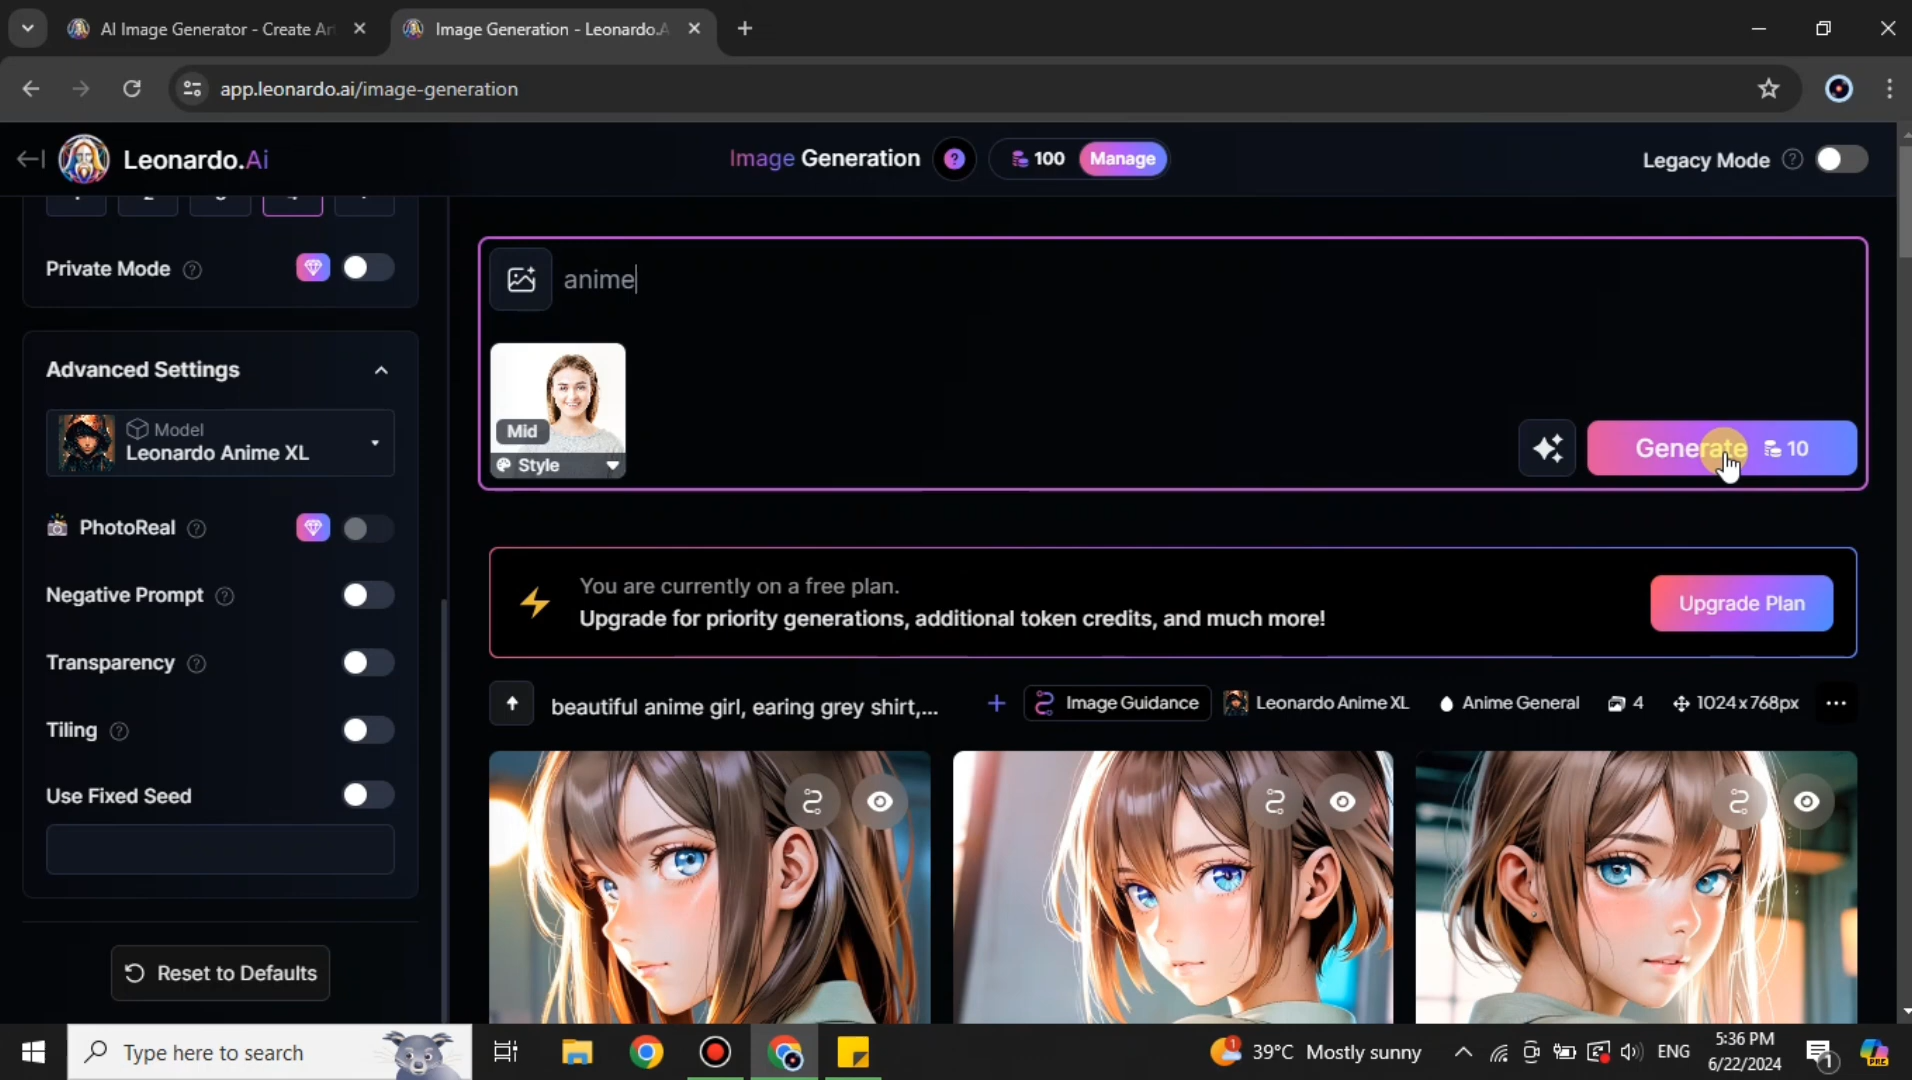 AI Image Generator - Create Ar
Image Generation - Leonardo.A
app.leonardo.ai/image-generation
Leonardo.Ai
Image Generation
?
100
Manage
Legacy Mode
Private Mode
anime
Mid
Style
Generate
10
Advanced Settings
Model
Leonardo Anime XL
PhotoReal
Negative Prompt
Transparency
Tiling
Use Fixed Seed
Reset to Defaults
You are currently on a free plan.
Upgrade for priority generations, additional token credits, and much more!
Upgrade Plan
beautiful anime girl, earing grey shirt,...
Image Guidance
Leonardo Anime XL
Anime General
4
1024x768px
Type here to search
1
39°C Mostly sunny
ENG
5:36 PM
6/22/2024
1
PRE